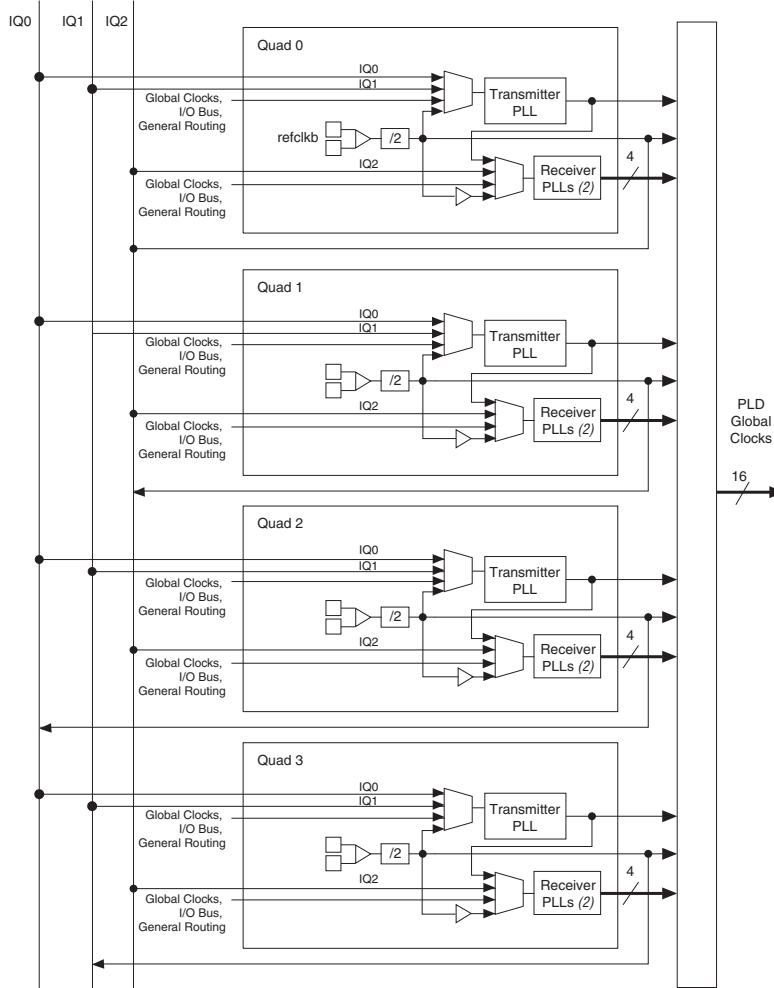 IQ0 IQ1 IQ2
Quad 0
IQ0
IQ1
Global Clocks,
I/O Bus,
General Routing
Transmitter
PLL
refclkb
/2
IQ2
Global Clocks,
I/O Bus,
General Routing
Receiver
PLLs (2)
4
Quad 1
IQ0
IQ1
Global Clocks,
I/O Bus,
General Routing
Transmitter
PLL
/2
IQ2
Global Clocks,
I/O Bus,
General Routing
Receiver
PLLs (2)
4
PLD
Global
Clocks
16
Quad 2
IQ0
IQ1
Global Clocks,
I/O Bus,
General Routing
Transmitter
PLL
/2
IQ2
Global Clocks,
I/O Bus,
General Routing
Receiver
PLLs (2)
4
Quad 3
IQ0
IQ1
Global Clocks,
I/O Bus,
General Routing
Transmitter
PLL
/2
IQ2
Global Clocks,
I/O Bus,
General Routing
Receiver
PLLs (2)
4